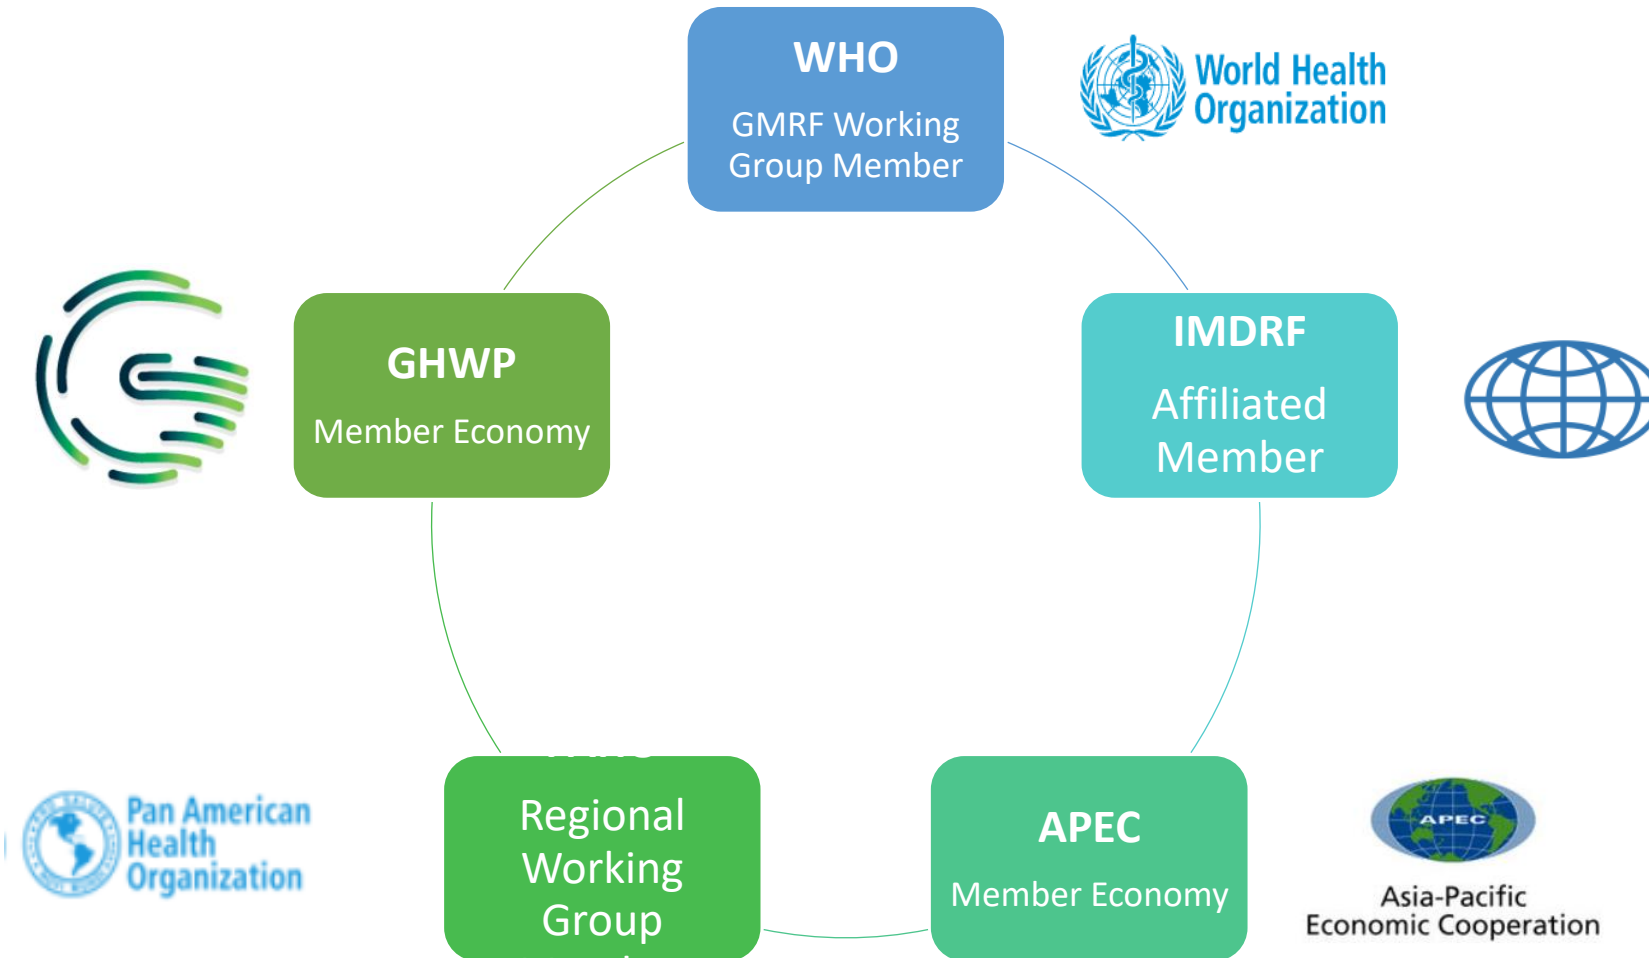 WHO
GMRF Working
Group Member
World Health
Organization
GHWP
Member Economy
IMDRF
Affiliated
Member
Pan American
Health
Organization
Regional
Working
Group
APEC
Member Economy
APEC
Asia-Pacific
Economic Cooperation